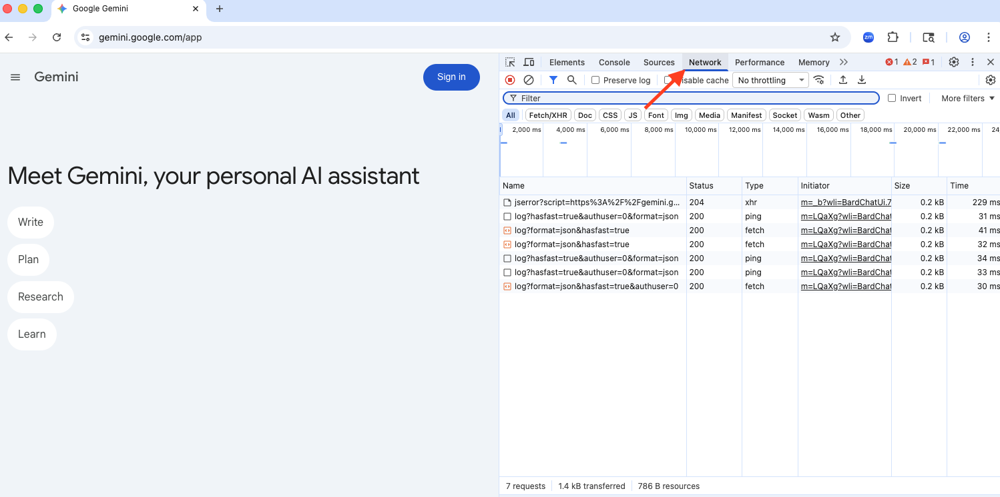 Google Gemini
gemini.google.com/app
zm
Gemini
Sign in
Meet Gemini, your personal AI assistant
Write
Plan
Research
Learn
Elements Console Sources Network Performance Memory 1 2 1
Preserve log isable cache No throttling
Filter Invert More filters
All Fetch/XHR Doc CSS JS Font Img Media Manifest Socket Wasm Other
2,000 ms 4,000 ms 6,000 ms 8,000 ms 10,000 ms 12,000 ms 14,000 ms 16,000 ms 18,000 ms 20,000 ms 22,000 ms 24
Name Status Type Initiator Size Time
jserror?script=https%3A%2F%2Fgemini.g... 204 xhr m=_b?wli=BardChatUi.7 0.2 kB 229 ms
log?hasfast=true&authuser=0&format=json 200 ping m=LQaXg?wli=BardChat 0.2 kB 31 ms
log?format=json&hasfast=true 200 fetch m=LQaXg?wli=BardChat 0.2 kB 41 ms
log?format=json&hasfast=true 200 fetch m=LQaXg?wli=BardChat 0.2 kB 32 ms
log?hasfast=true&authuser=0&format=json 200 ping m=LQaXg?wli=BardChat 0.2 kB 34 ms
log?hasfast=true&authuser=0&format=json 200 ping m=LQaXg?wli=BardChat 0.2 kB 33 ms
log?format=json&hasfast=true&authuser=0 200 fetch m=LQaXg?wli=BardChat 0.2 kB 30 ms
7 requests 1.4 kB transferred 786 B resources